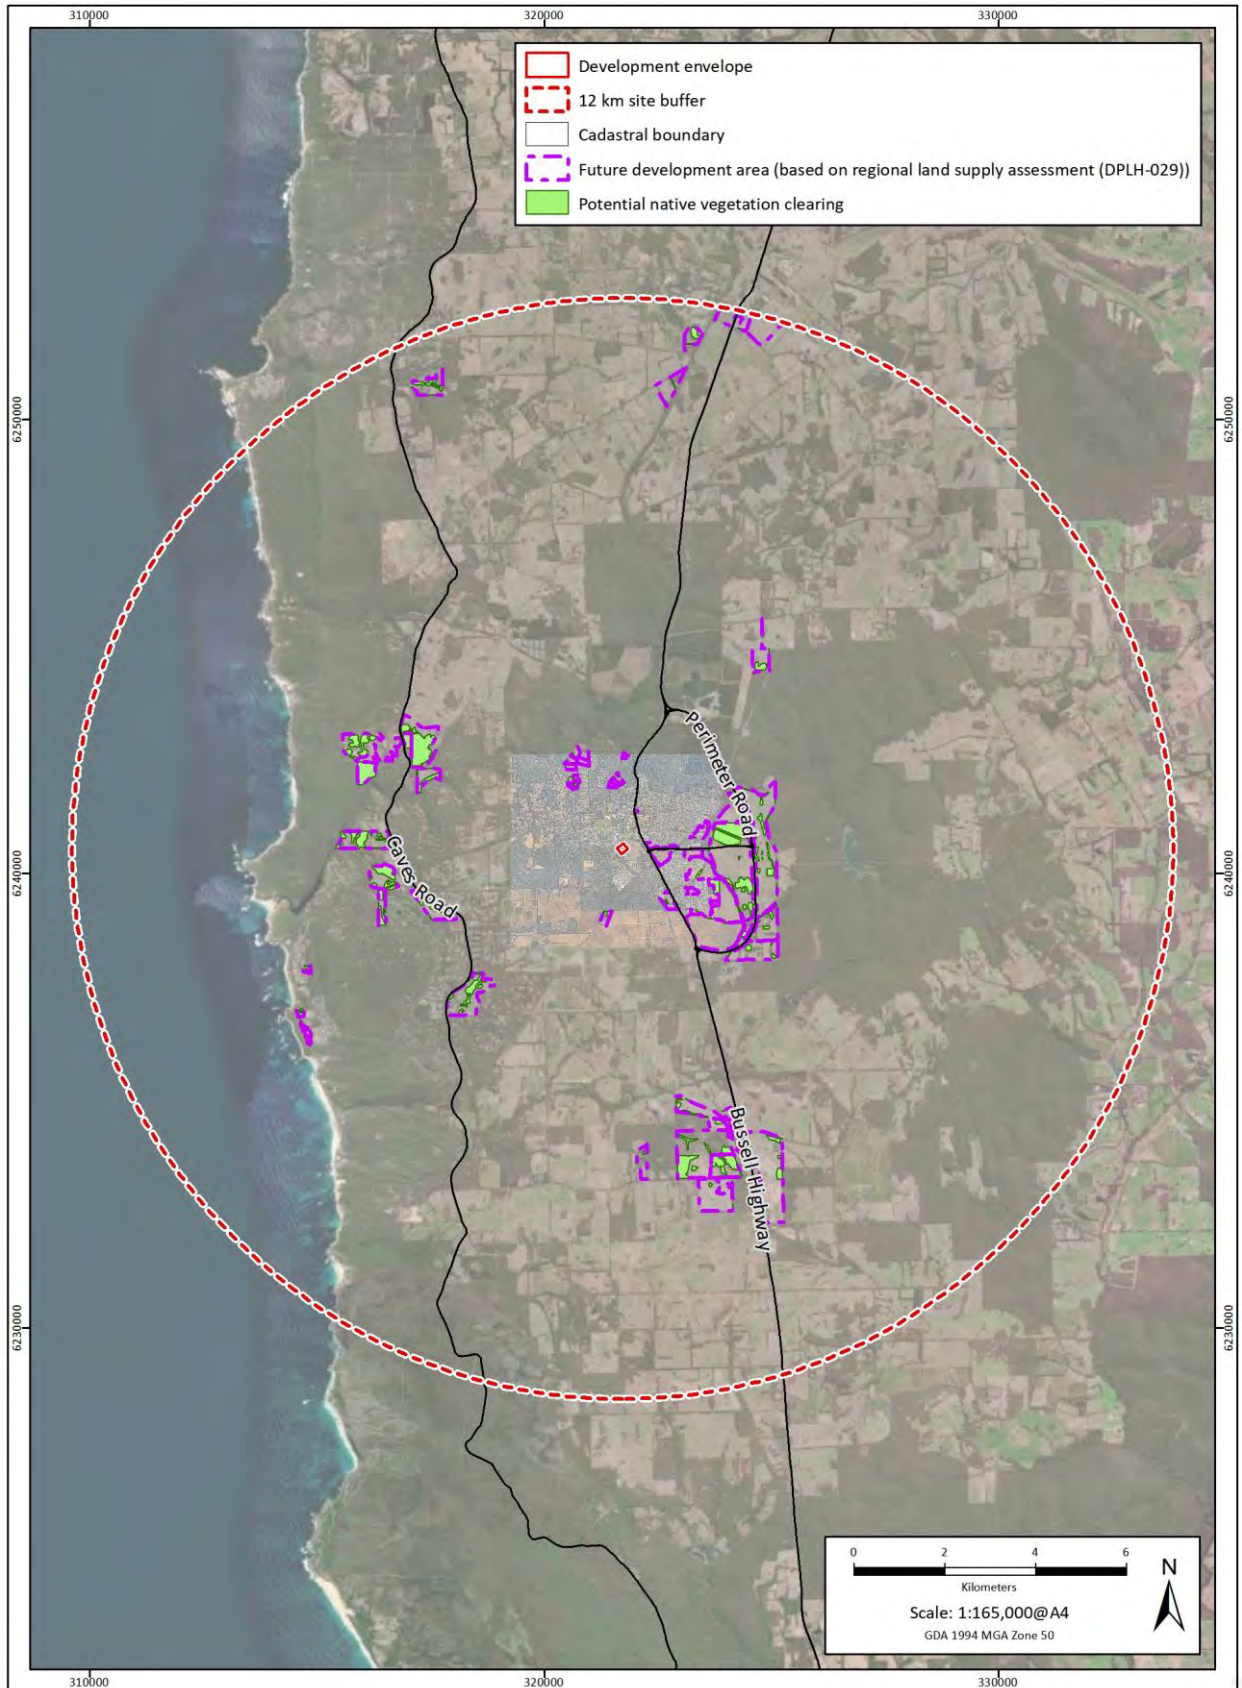 310000
320000
330000
Development envelope
12 km site buffer
Cadastral boundary
Future development area (based on regional land supply assessment (DPLH-029))
Potential native vegetation clearing
6250000
6250000
Perimeter Road
Caves Road
6240000
6240000
Bussell Highway
6230000
6230000
0 2 4 6
Kilometers
N
Scale: 1:165,000@A4
GDA 1994 MGA Zone 50
310000
320000
330000